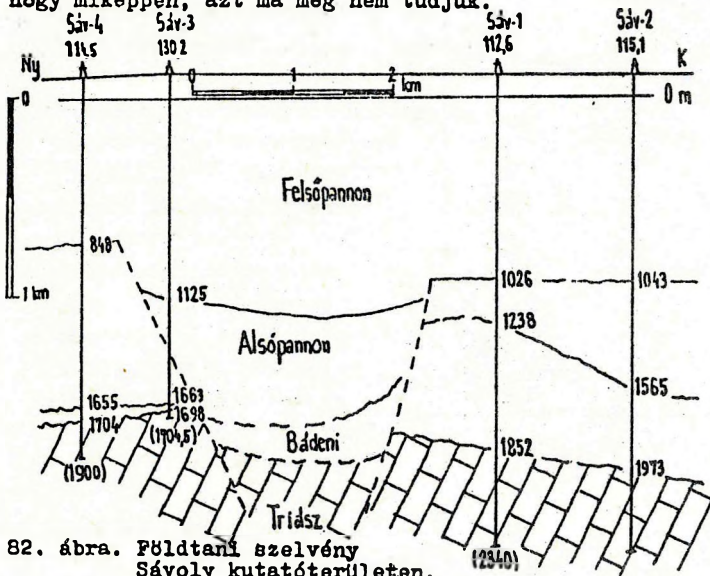 hogy miképpen, azt ma még nem tudjuk.
Sáv-4 Sáv-3 Sáv-1 Sáv-2
114,5 130,2 112,6 115,1
Ny K
0 1 2 km
0 0 m
Felsőpannon
848
1026 1043
1 km 1125
1238
Alsópannon
1565
1655 1663
1704 1698
(1704,5)
Bádeni
1852
(1900) 1973
Triász
(2340)
82. ábra. Földtani szelvény
Sávoly kutatóterületen.